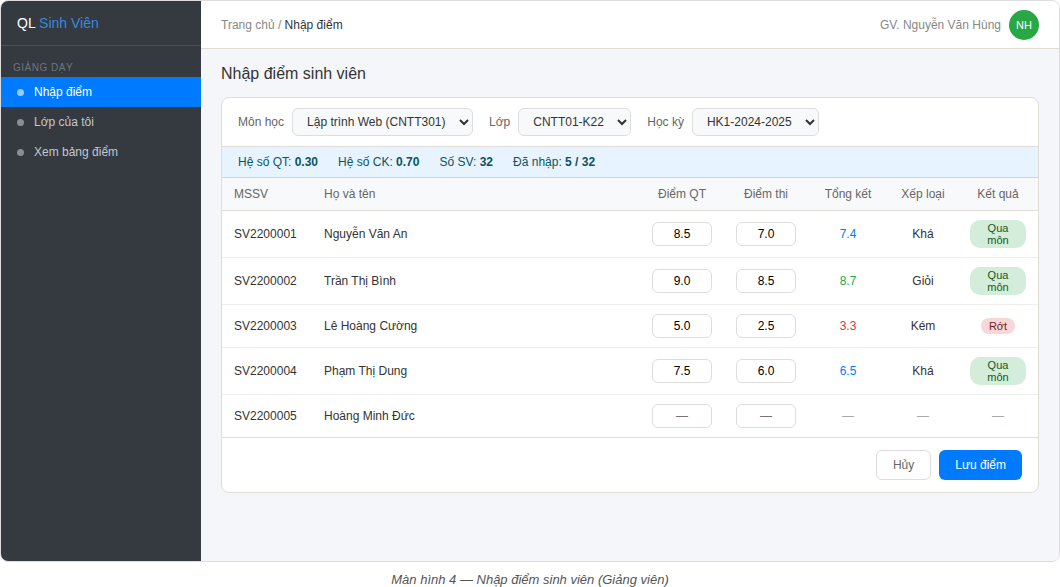 QL Sinh Viên
Trang chủ / Nhập điểm
GV. Nguyễn Văn Hùng NH
GIẢNG DẠY
Nhập điểm
Lớp của tôi
Xem bảng điểm
Nhập điểm sinh viên
Môn học Lập trình Web (CNTT301) Lớp CNTT01-K22 Học kỳ HK1-2024-2025
Hệ số QT: 0.30 Hệ số CK: 0.70 Số SV: 32 Đã nhập: 5 / 32
MSSV Họ và tên Điểm QT Điểm thi Tổng kết Xếp loại Kết quả
SV2200001 Nguyễn Văn An 8.5 7.0 7.4 Khá Qua môn
SV2200002 Trần Thị Bình 9.0 8.5 8.7 Giỏi Qua môn
SV2200003 Lê Hoàng Cường 5.0 2.5 3.3 Kém Rớt
SV2200004 Phạm Thị Dung 7.5 6.0 6.5 Khá Qua môn
SV2200005 Hoàng Minh Đức — — — — —
Hủy Lưu điểm
Màn hình 4 — Nhập điểm sinh viên (Giảng viên)